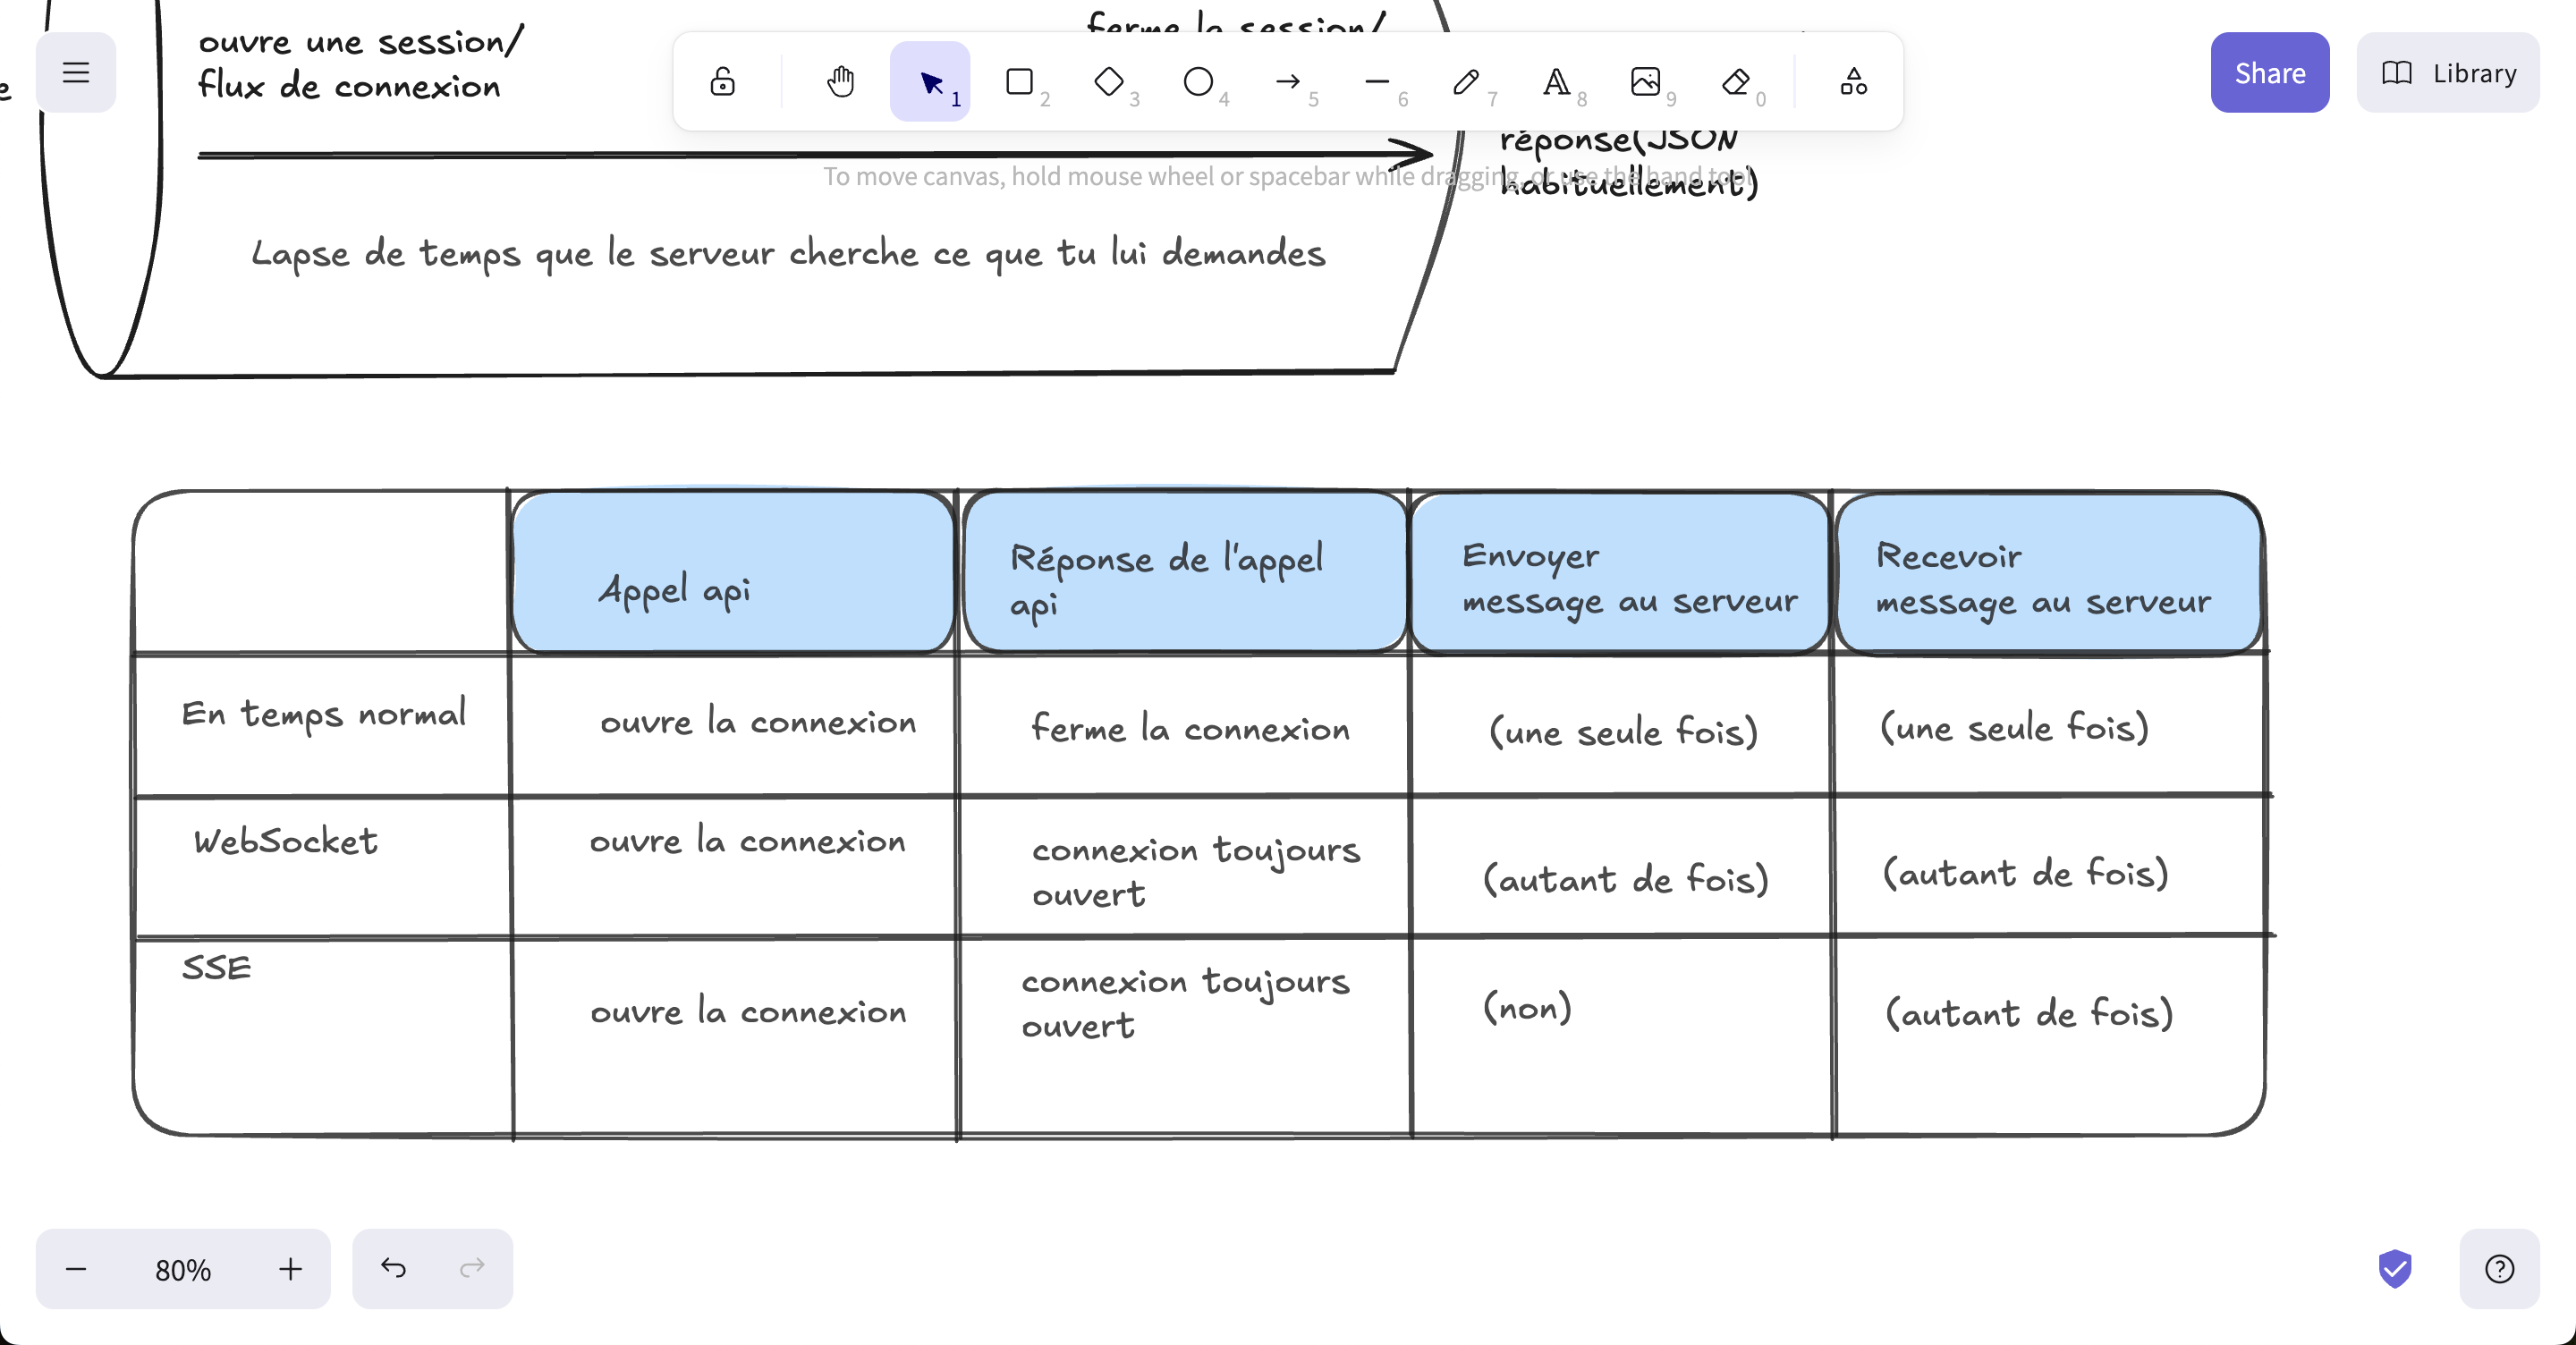 ouvre une session/
flux de connexion
ferme la session/
e
1
2
3
4
5
6
7
8
9
0
Share
Library
réponse(JSON
habituellement)
To move canvas, hold mouse wheel or spacebar while dragging, or use the hand tool
Lapse de temps que le serveur cherche ce que tu lui demandes
Appel api
Réponse de l'appel
api
Envoyer
message au serveur
Recevoir
message au serveur
En temps normal
ouvre la connexion
ferme la connexion
(une seule fois)
(une seule fois)
WebSocket
ouvre la connexion
connexion toujours
ouvert
(autant de fois)
(autant de fois)
SSE
ouvre la connexion
connexion toujours
ouvert
(non)
(autant de fois)
80%